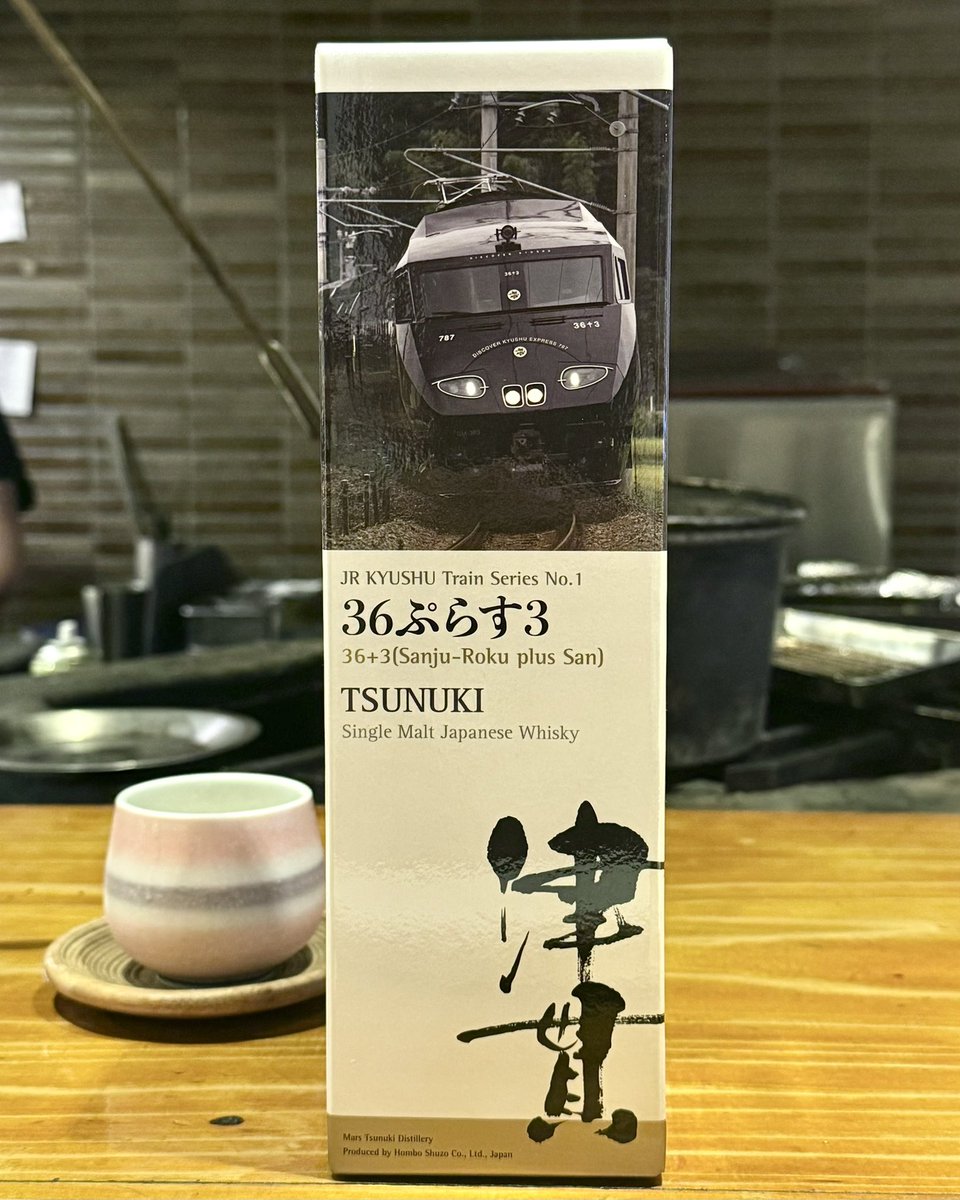 DISCOVER KYUSHU
36+3
787
36+3
DISCOVER KYUSHU EXPRESS 787
JR KYUSHU Train Series No.1
36ぷらす3
36+3(Sanju-Roku plus San)
TSUNUKI
Single Malt Japanese Whisky
津貫
Mars Tsunuki Distillery
Produced by Hombo Shuzo Co., Ltd., Japan